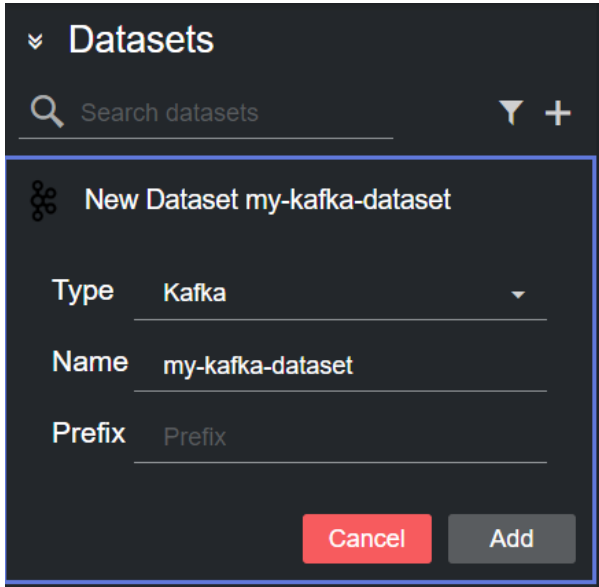 Datasets
Search datasets
New Dataset my-kafka-dataset
Type Kafka
Name my-kafka-dataset
Prefix Prefix
Cancel Add